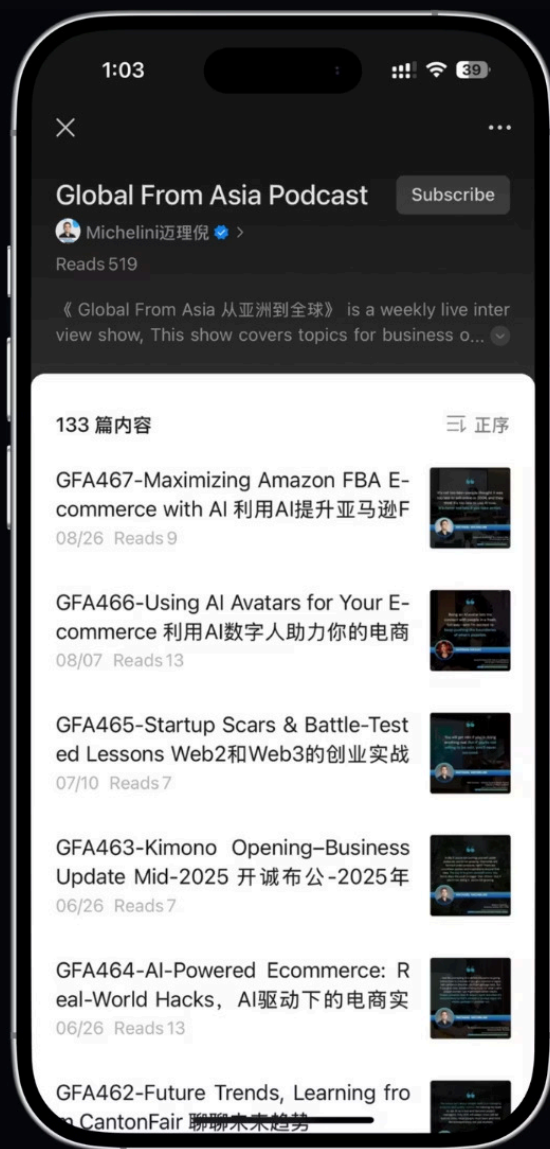 1:03
39
Global From Asia Podcast
Subscribe
Michelini迈理倪
Reads 519
《 Global From Asia 从亚洲到全球》 is a weekly live inter
view show, This show covers topics for business o...
133 篇内容
正序
GFA467-Maximizing Amazon FBA E-
commerce with AI 利用AI提升亚马逊F
08/26 Reads 9
GFA466-Using AI Avatars for Your E-
commerce 利用AI数字人助力你的电商
08/07 Reads 13
GFA465-Startup Scars & Battle-Test
ed Lessons Web2和Web3的创业实战
07/10 Reads 7
GFA463-Kimono Opening–Business
Update Mid-2025 开诚布公-2025年
06/26 Reads 7
GFA464-AI-Powered Ecommerce: R
eal-World Hacks，AI驱动下的电商实
06/26 Reads 13
GFA462-Future Trends, Learning fro
m CantonFair 聊聊未来趋势